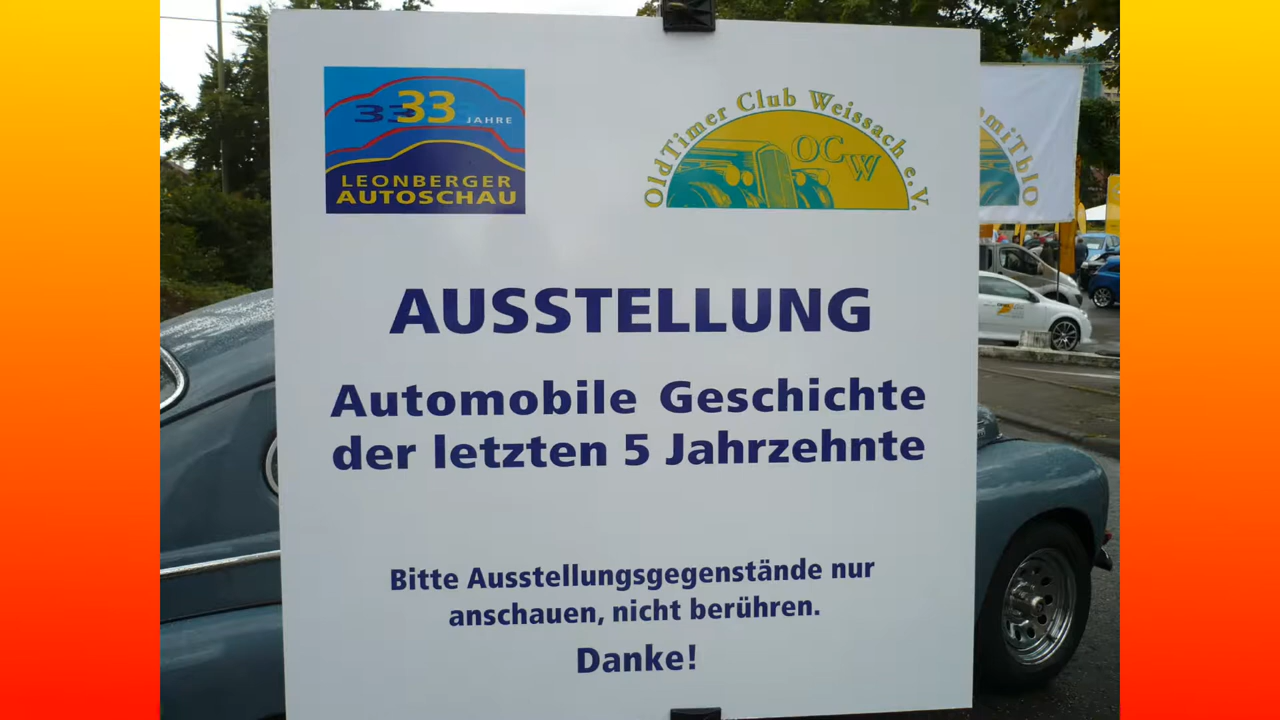 33 33 JAHRE
LEONBERGER
AUTOSCHAU
OldTimer Club Weissach e.V.
OCW
AUSSTELLUNG
Automobile Geschichte
der letzten 5 Jahrzehnte
Bitte Ausstellungsgegenstände nur
anschauen, nicht berühren.
Danke!